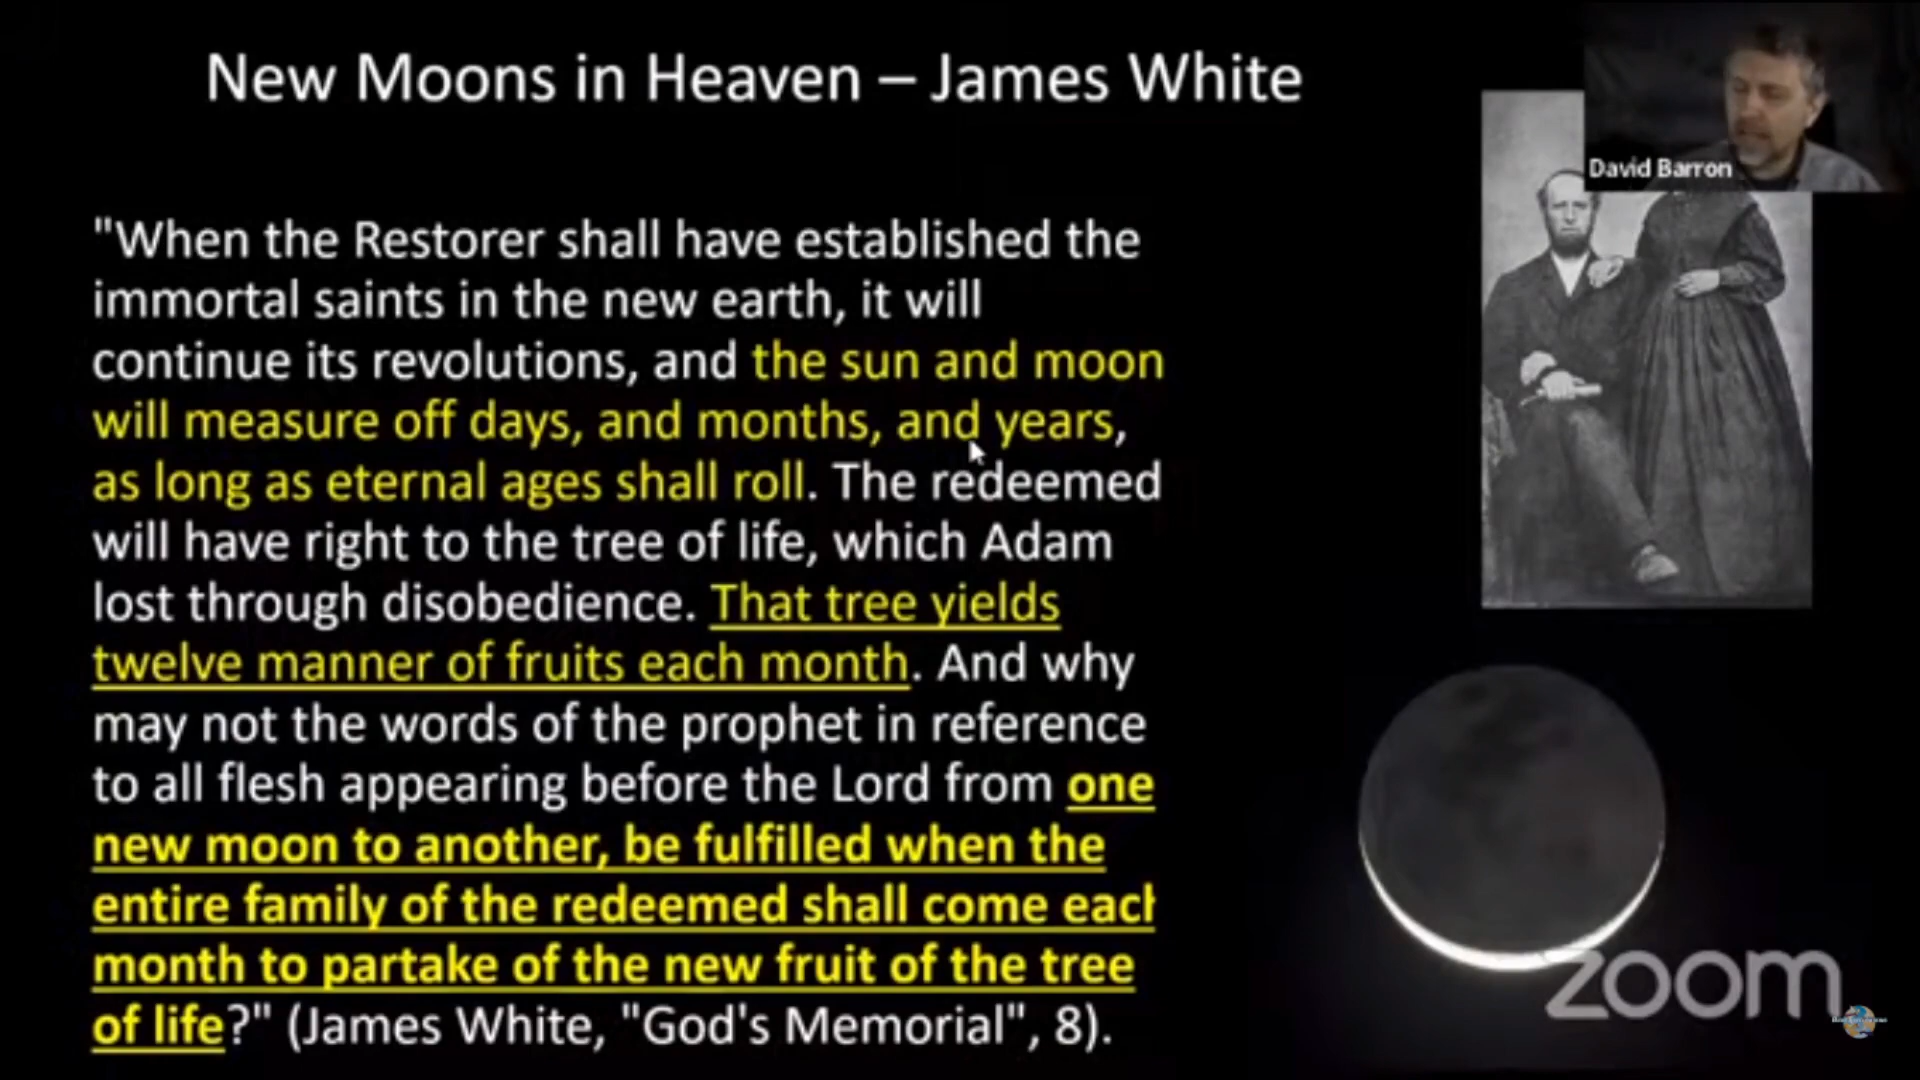 New Moons in Heaven – James White
David Barron
"When the Restorer shall have established the
immortal saints in the new earth, it will
continue its revolutions, and the sun and moon
will measure off days, and months, and years,
as long as eternal ages shall roll. The redeemed
will have right to the tree of life, which Adam
lost through disobedience. That tree yields
twelve manner of fruits each month. And why
may not the words of the prophet in reference
to all flesh appearing before the Lord from one
new moon to another, be fulfilled when the
entire family of the redeemed shall come each
month to partake of the new fruit of the tree
of life?" (James White, "God's Memorial", 8).
zoom